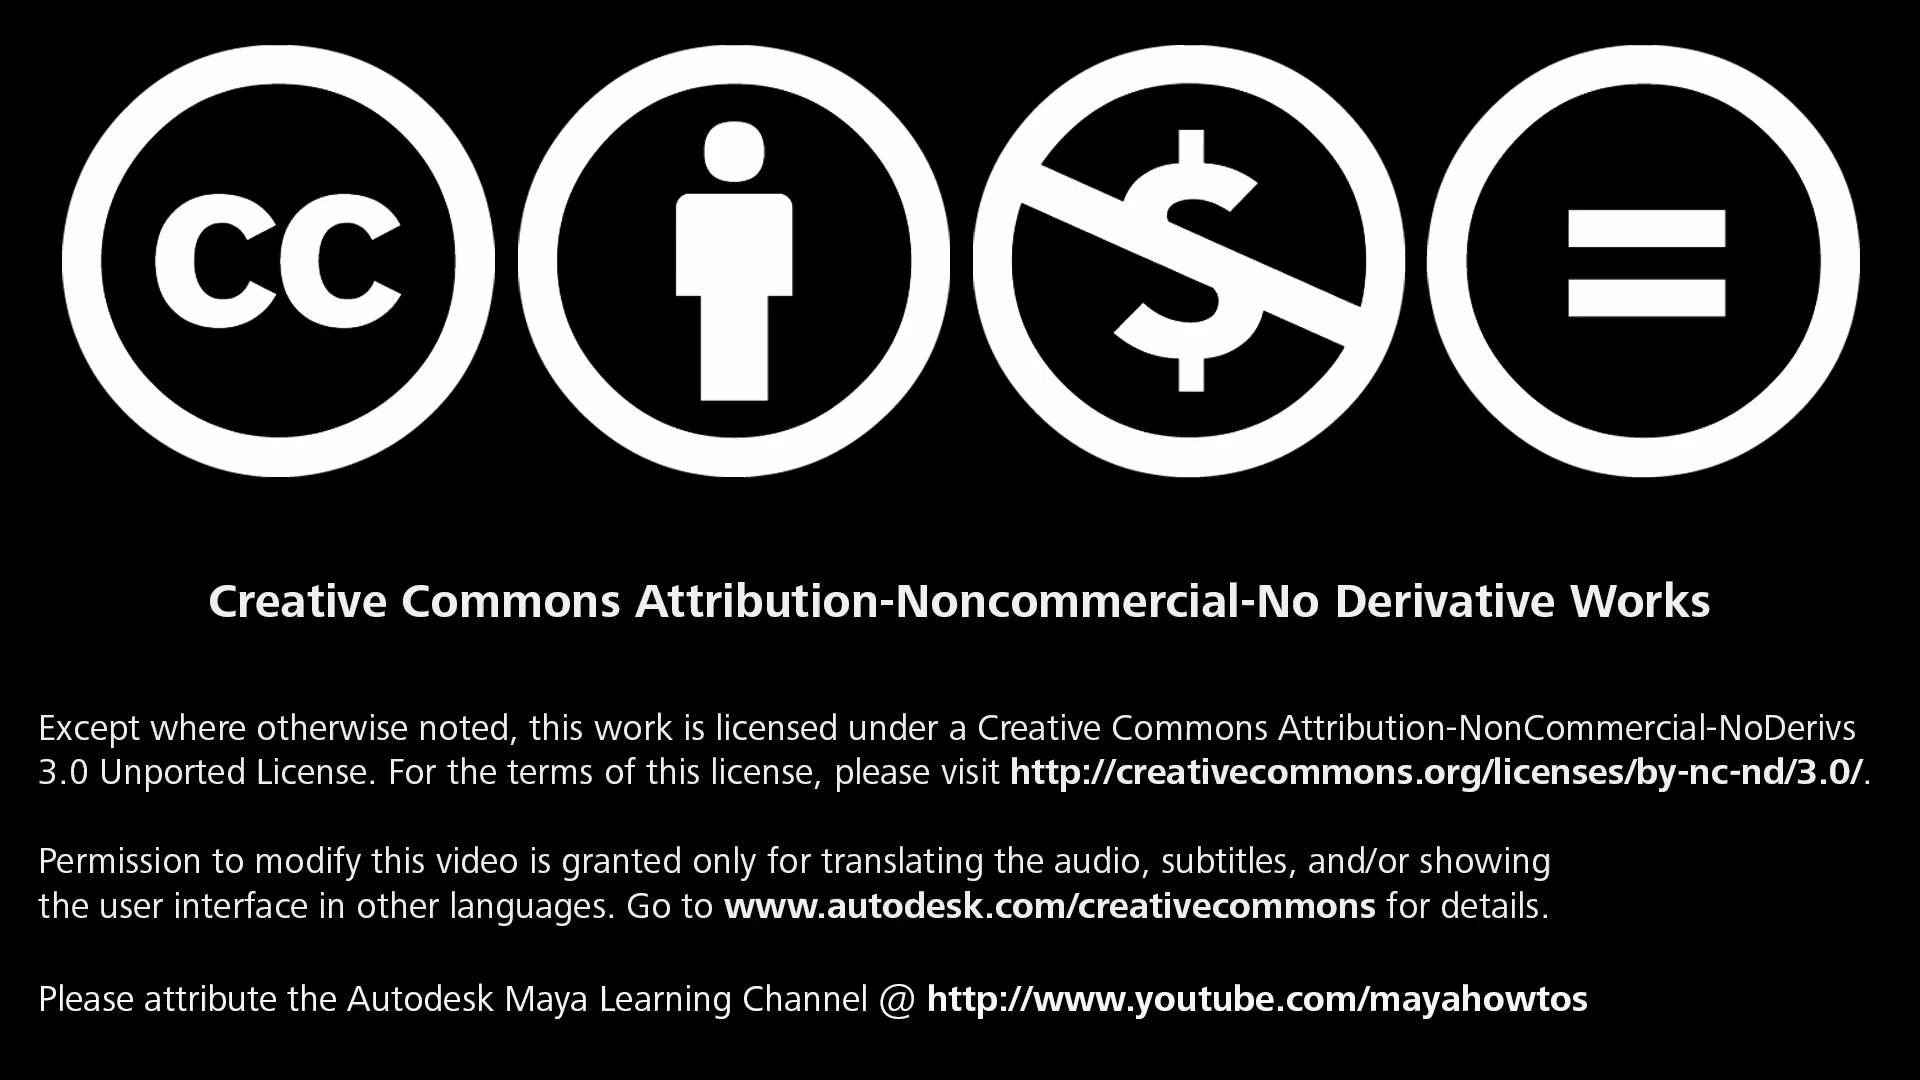 cc
$
=
Creative Commons Attribution-Noncommercial-No Derivative Works
Except where otherwise noted, this work is licensed under a Creative Commons Attribution-NonCommercial-NoDerivs
3.0 Unported License. For the terms of this license, please visit http://creativecommons.org/licenses/by-nc-nd/3.0/.
Permission to modify this video is granted only for translating the audio, subtitles, and/or showing
the user interface in other languages. Go to www.autodesk.com/creativecommons for details.
Please attribute the Autodesk Maya Learning Channel @ http://www.youtube.com/mayahowtos